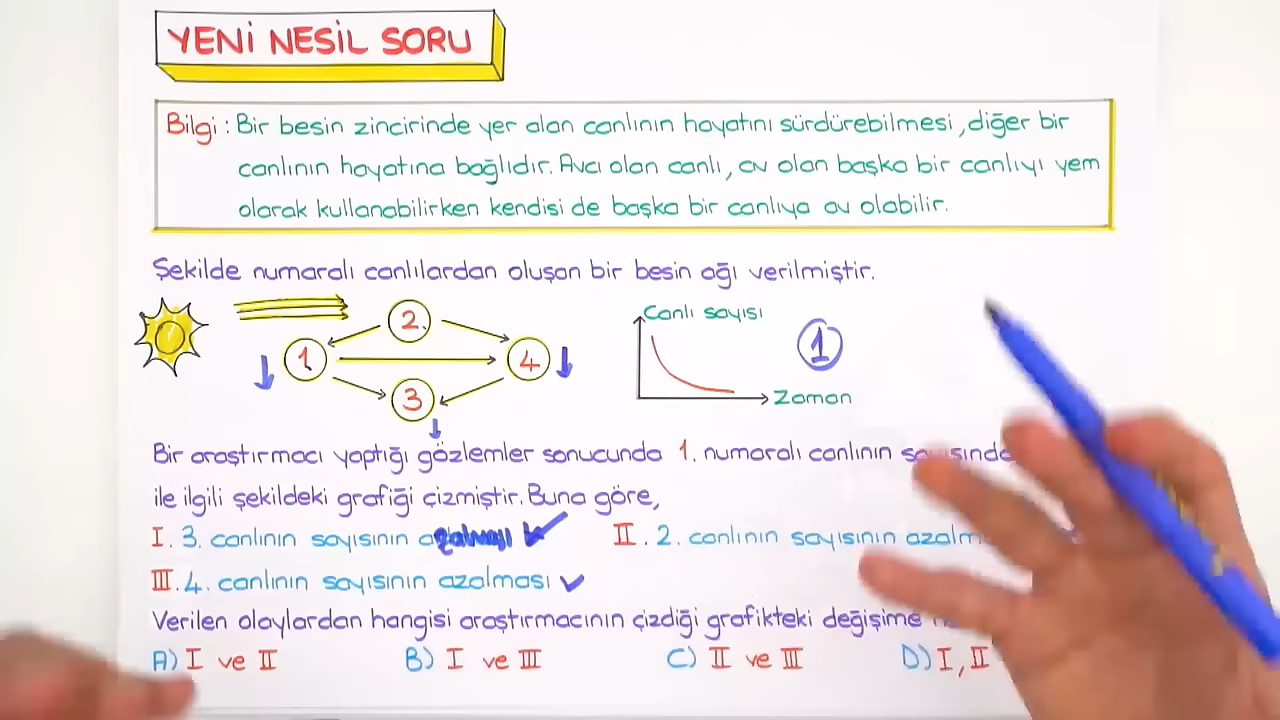 YENİ NESİL SORU
Bilgi : Bir besin zincirinde yer alan canlının hayatını sürdürebilmesi, diğer bir
canlının hayatına bağlıdır. Avcı olan canlı, av olan başka bir canlıyı yem
olarak kullanabilirken kendisi de başka bir canlıya av olabilir.
Şekilde numaralı canlılardan oluşan bir besin ağı verilmiştir.
2
1
4
3
Canlı sayısı
1
Zaman
Bir araştırmacı yaptığı gözlemler sonucunda 1. numaralı canlının
ile ilgili şekildeki grafiği çizmiştir. Buna göre,
I. 3. canlının sayısının azalması II. 2. canlının sayısının
III. 4. canlının sayısının azalması
Verilen olaylardan hangisi araştırmacının çizdiği grafikteki değişime
A) I ve II B) I ve III C) II ve III D) I, II